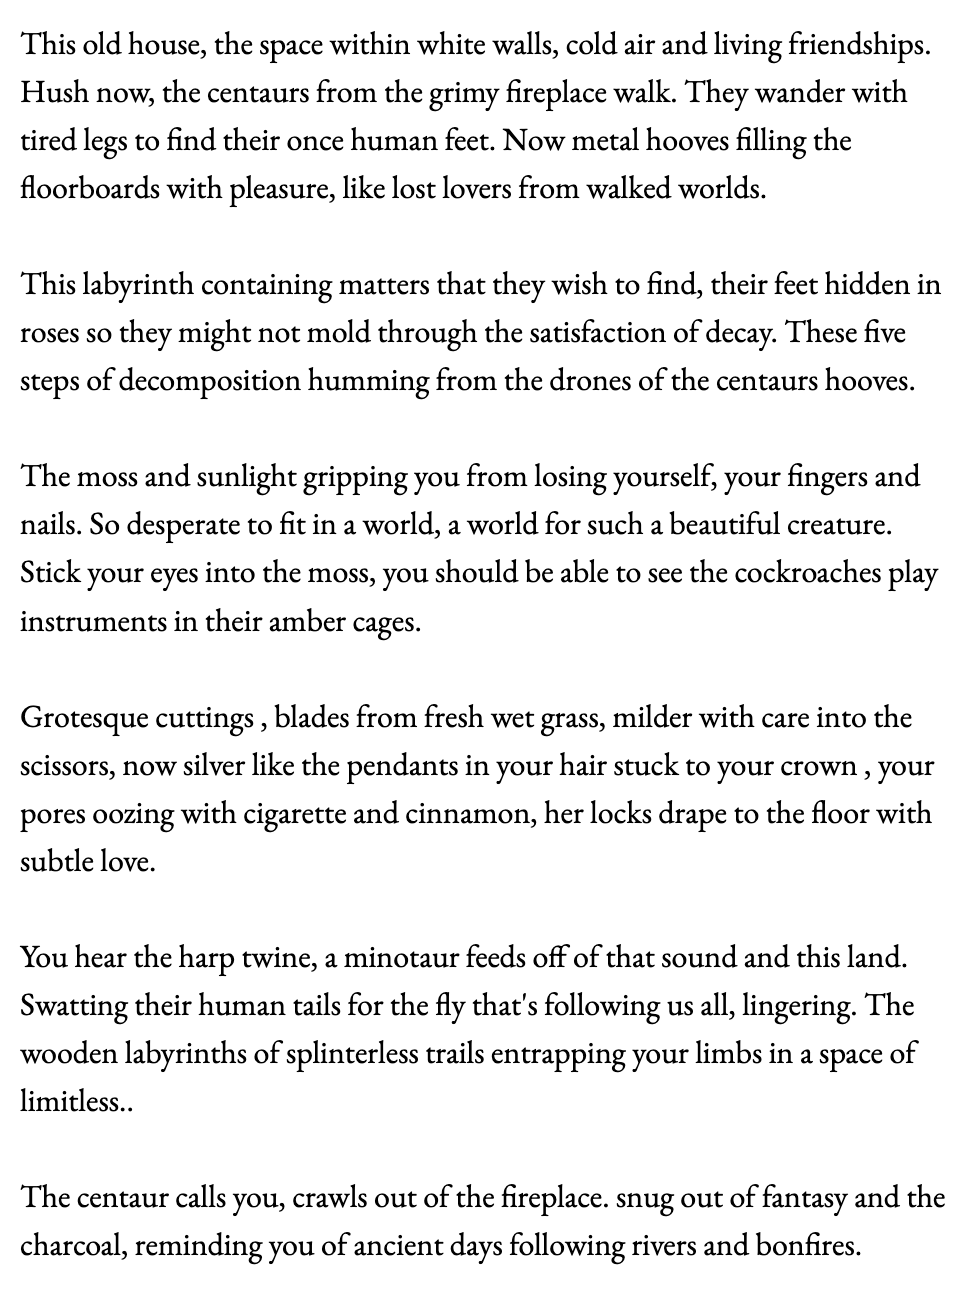 This old house, the space within white walls, cold air and living friendships.
Hush now, the centaurs from the grimy fireplace walk. They wander with
tired legs to find their once human feet. Now metal hooves filling the
floorboards with pleasure, like lost lovers from walked worlds.
This labyrinth containing matters that they wish to find, their feet hidden in
roses so they might not mold through the satisfaction of decay. These five
steps of decomposition humming from the drones of the centaurs hooves.
The moss and sunlight gripping you from losing yourself, your fingers and
nails. So desperate to fit in a world, a world for such a beautiful creature.
Stick your eyes into the moss, you should be able to see the cockroaches play
instruments in their amber cages.
Grotesque cuttings , blades from fresh wet grass, milder with care into the
scissors, now silver like the pendants in your hair stuck to your crown , your
pores oozing with cigarette and cinnamon, her locks drape to the floor with
subtle love.
You hear the harp twine, a minotaur feeds off of that sound and this land.
Swatting their human tails for the fly that's following us all, lingering. The
wooden labyrinths of splinterless trails entrapping your limbs in a space of
limitless..
The centaur calls you, crawls out of the fireplace. snug out of fantasy and the
charcoal, reminding you of ancient days following rivers and bonfires.